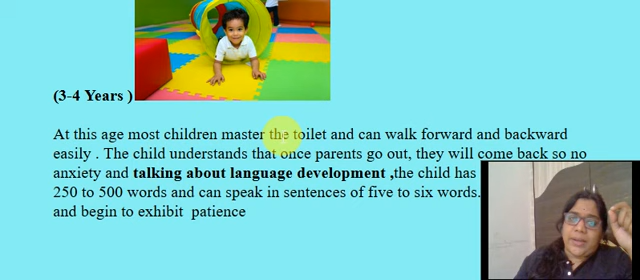 (3-4 Years )
At this age most children master the toilet and can walk forward and backward
easily . The child understands that once parents go out, they will come back so no
anxiety and talking about language development ,the child has
250 to 500 words and can speak in sentences of five to six words.
and begin to exhibit patience